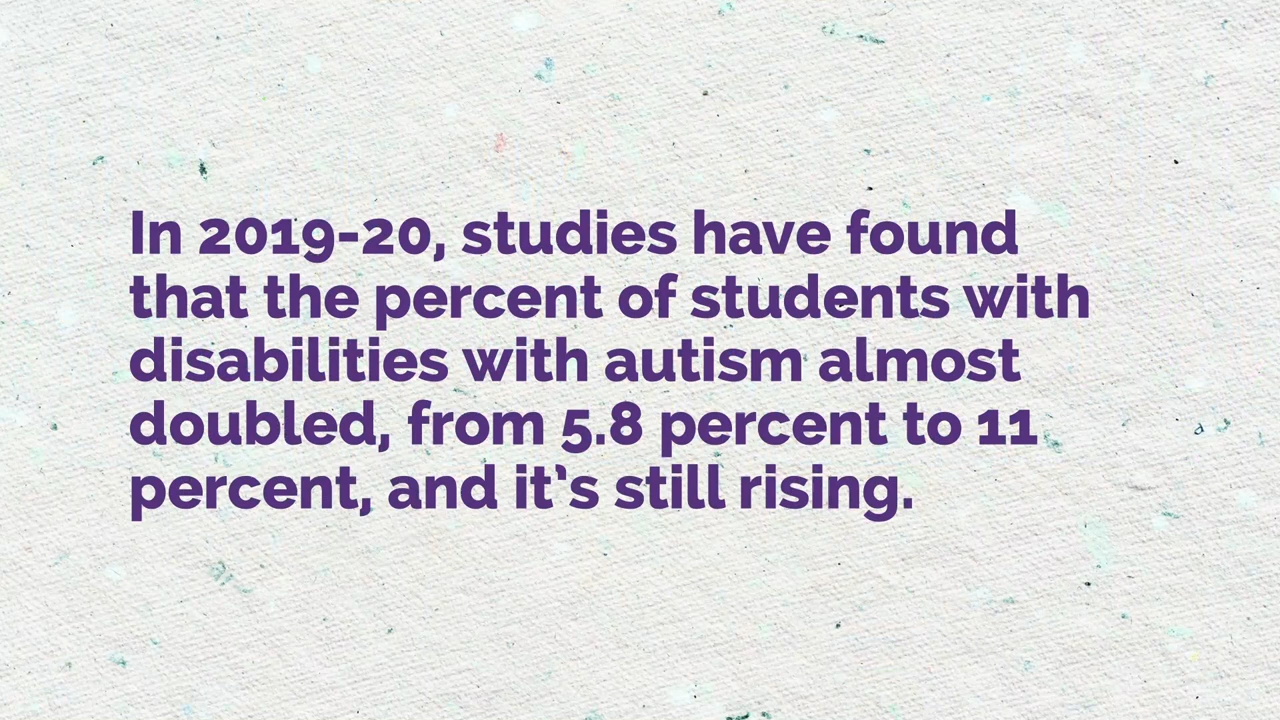 In 2019-20, studies have found
that the percent of students with
disabilities with autism almost
doubled, from 5.8 percent to 11
percent, and it’s still rising.